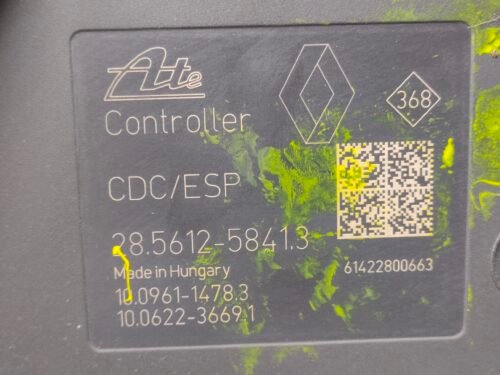 Ate
368
Controller
CDC/ESP
28.5612-5841.3
Made in Hungary
61422800663
10.0961-1478.3
10.0622-3669.1